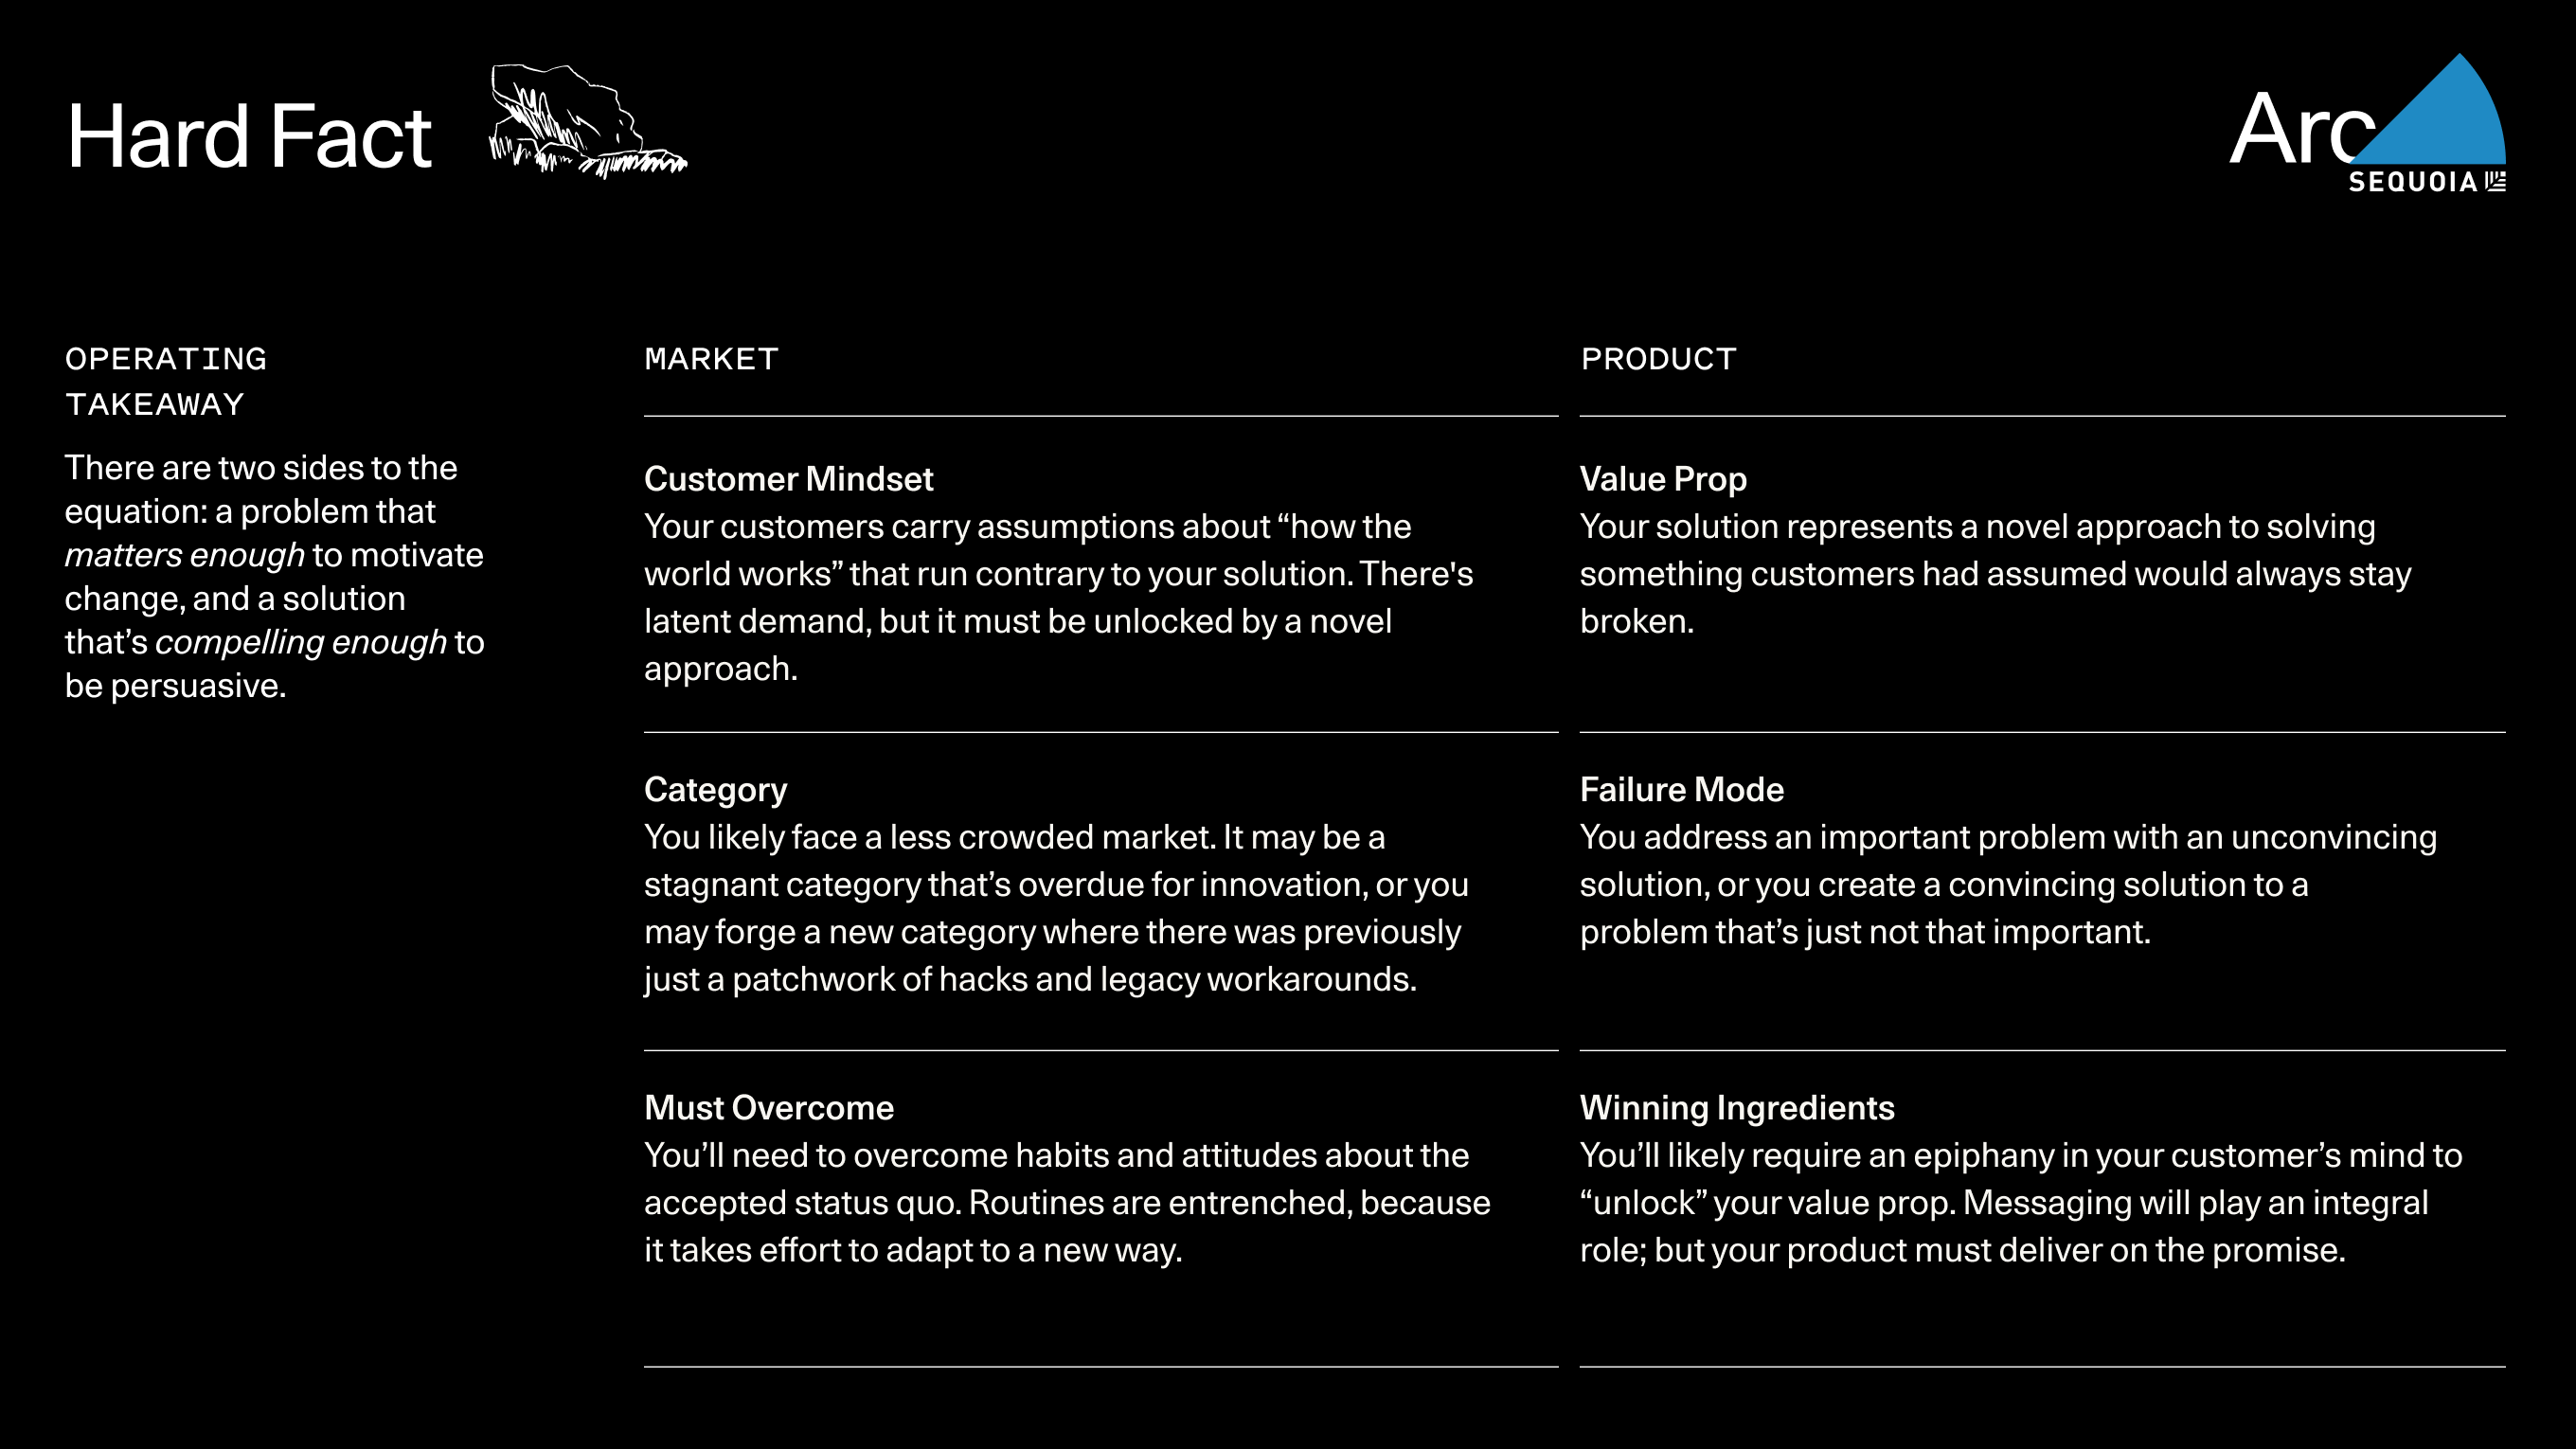 Hard Fact
Arc
SEQUOIA
OPERATING
TAKEAWAY
There are two sides to the
equation: a problem that
matters enough to motivate
change, and a solution
that’s compelling enough to
be persuasive.
MARKET
Customer Mindset
Your customers carry assumptions about “how the
world works” that run contrary to your solution. There's
latent demand, but it must be unlocked by a novel
approach.
Category
You likely face a less crowded market. It may be a
stagnant category that’s overdue for innovation, or you
may forge a new category where there was previously
just a patchwork of hacks and legacy workarounds.
Must Overcome
You’ll need to overcome habits and attitudes about the
accepted status quo. Routines are entrenched, because
it takes effort to adapt to a new way.
PRODUCT
Value Prop
Your solution represents a novel approach to solving
something customers had assumed would always stay
broken.
Failure Mode
You address an important problem with an unconvincing
solution, or you create a convincing solution to a
problem that’s just not that important.
Winning Ingredients
You’ll likely require an epiphany in your customer’s mind to
“unlock” your value prop. Messaging will play an integral
role; but your product must deliver on the promise.